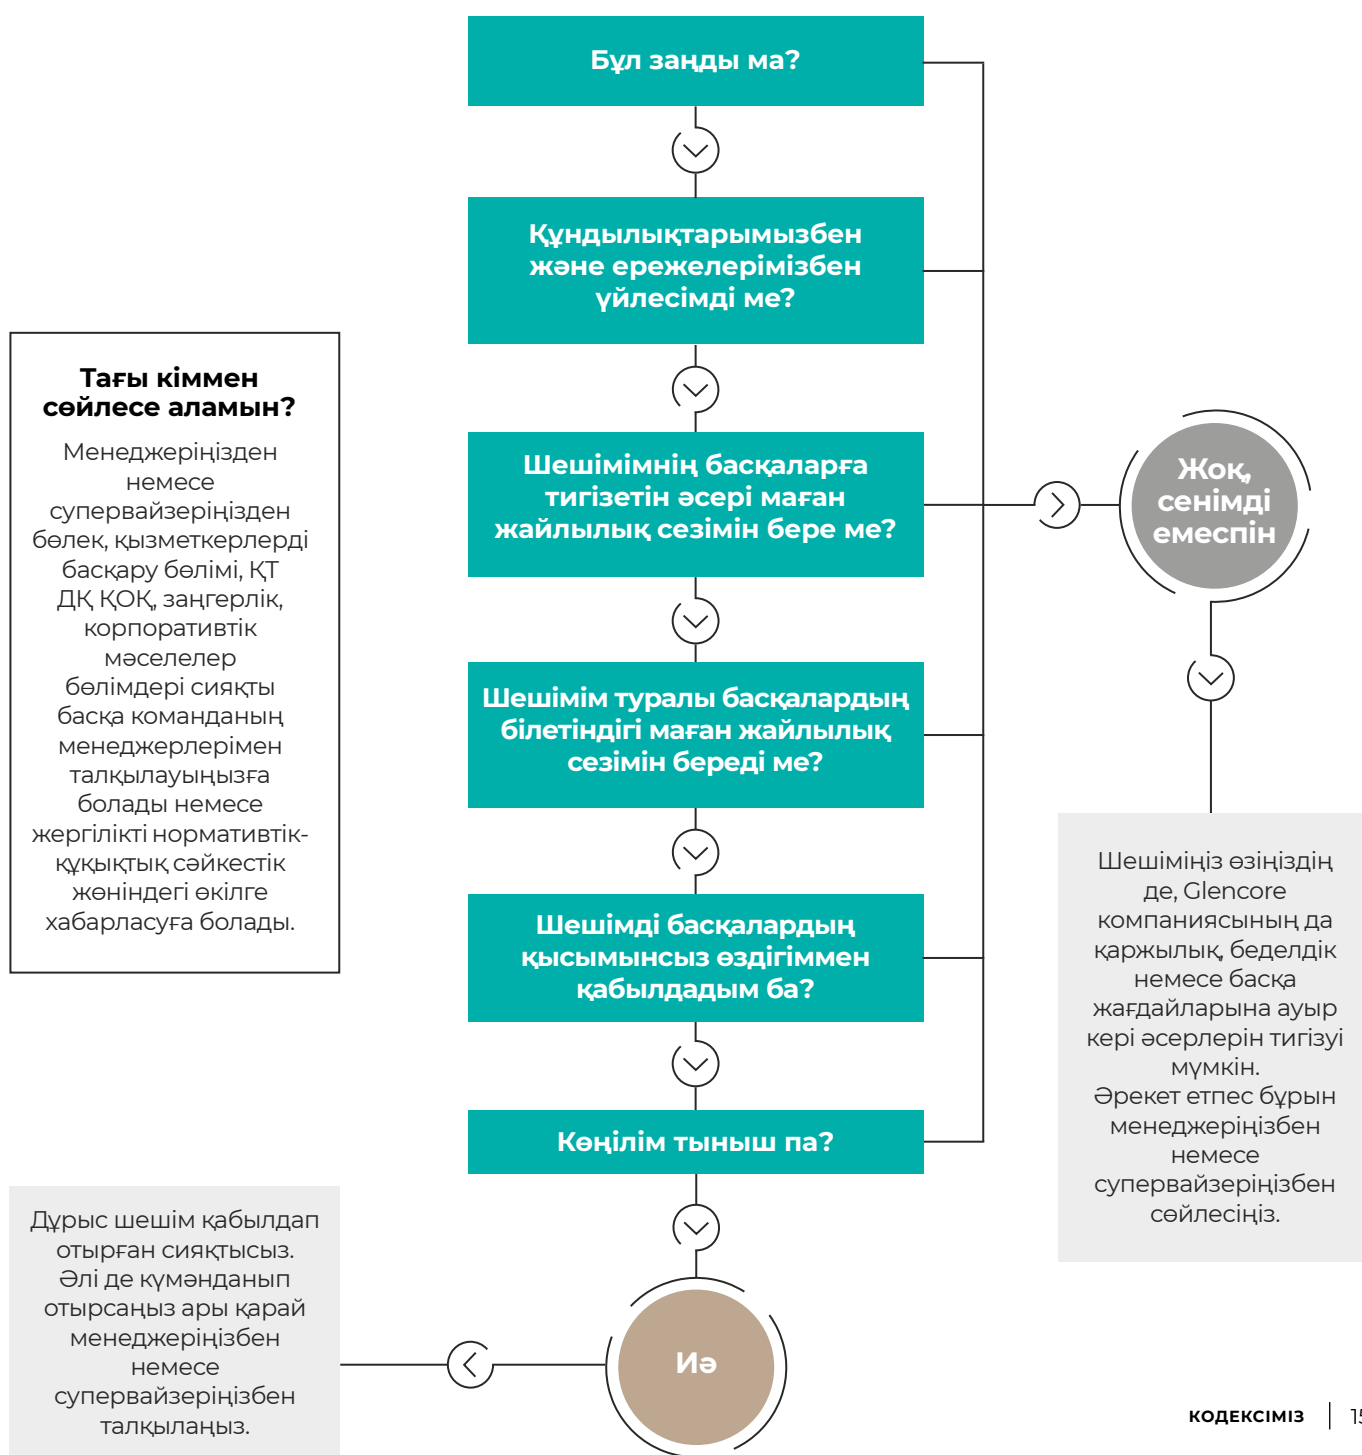 Бұл заңды ма?
Құндылықтарымызбен
және ережелерімізбен
үйлесімді ме?
Тағы кіммен
сөйлесе аламын?
Менеджеріңізден
немесе
супервайзеріңізден
бөлек, қызметкерлерді
басқару бөлімі, ҚТ
ДҚ ҚОҚ, заңгерлік,
корпоративтік
мәселелер
бөлімдері сияқты
басқа команданың
менеджерлерімен
талқылауыңызға
болады немесе
жергілікті нормативтік-
құқықтық сәйкестік
жөніндегі өкілге
хабарласуға болады.
Шешімімнің басқаларға
тигізетін әсері маған
жайлылық сезімін бере ме?
Жоқ,
сенімді
емеспін
Шешімім туралы басқалардың
білетіндігі маған жайлылық
сезімін береді ме?
Шешімді басқалардың
қысымынсыз өздігіммен
қабылдадым ба?
Көңілім тыныш па?
Шешіміңіз өзіңіздің
де, Glencore
компаниясының да
қаржылық, беделдік
немесе басқа
жағдайларына ауыр
кері әсерлерін тигізуі
мүмкін.
Әрекет етпес бұрын
менеджеріңізбен
немесе
супервайзеріңізбен
сөйлесіңіз.
Дұрыс шешім қабылдап
отырған сияқтысыз.
Әлі де күмәнданып
отырсаңыз ары қарай
менеджеріңізбен
немесе
супервайзеріңізбен
талқылаңыз.
Иә
КОДЕКСІМІЗ 15